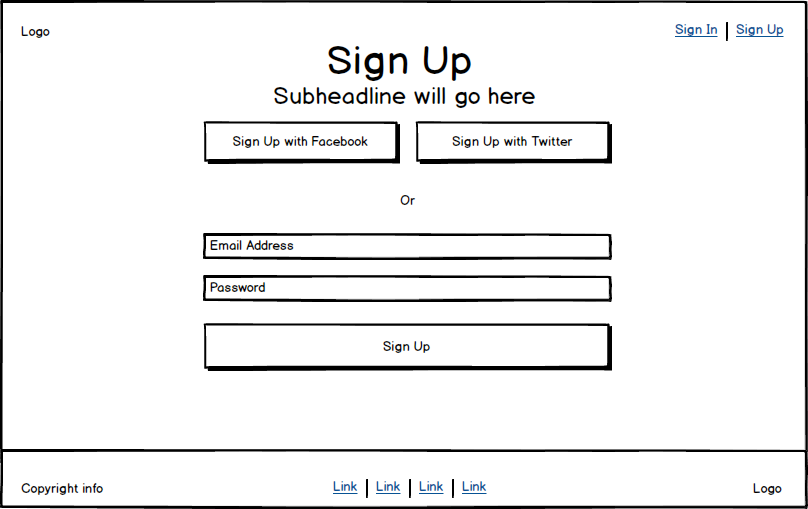 Logo
Sign In
Sign Up
Sign Up
Subheadline will go here
Sign Up with Facebook
Sign Up with Twitter
Or
Email Address
Password
Sign Up
Copyright info
Link
Link
Link
Link
Logo